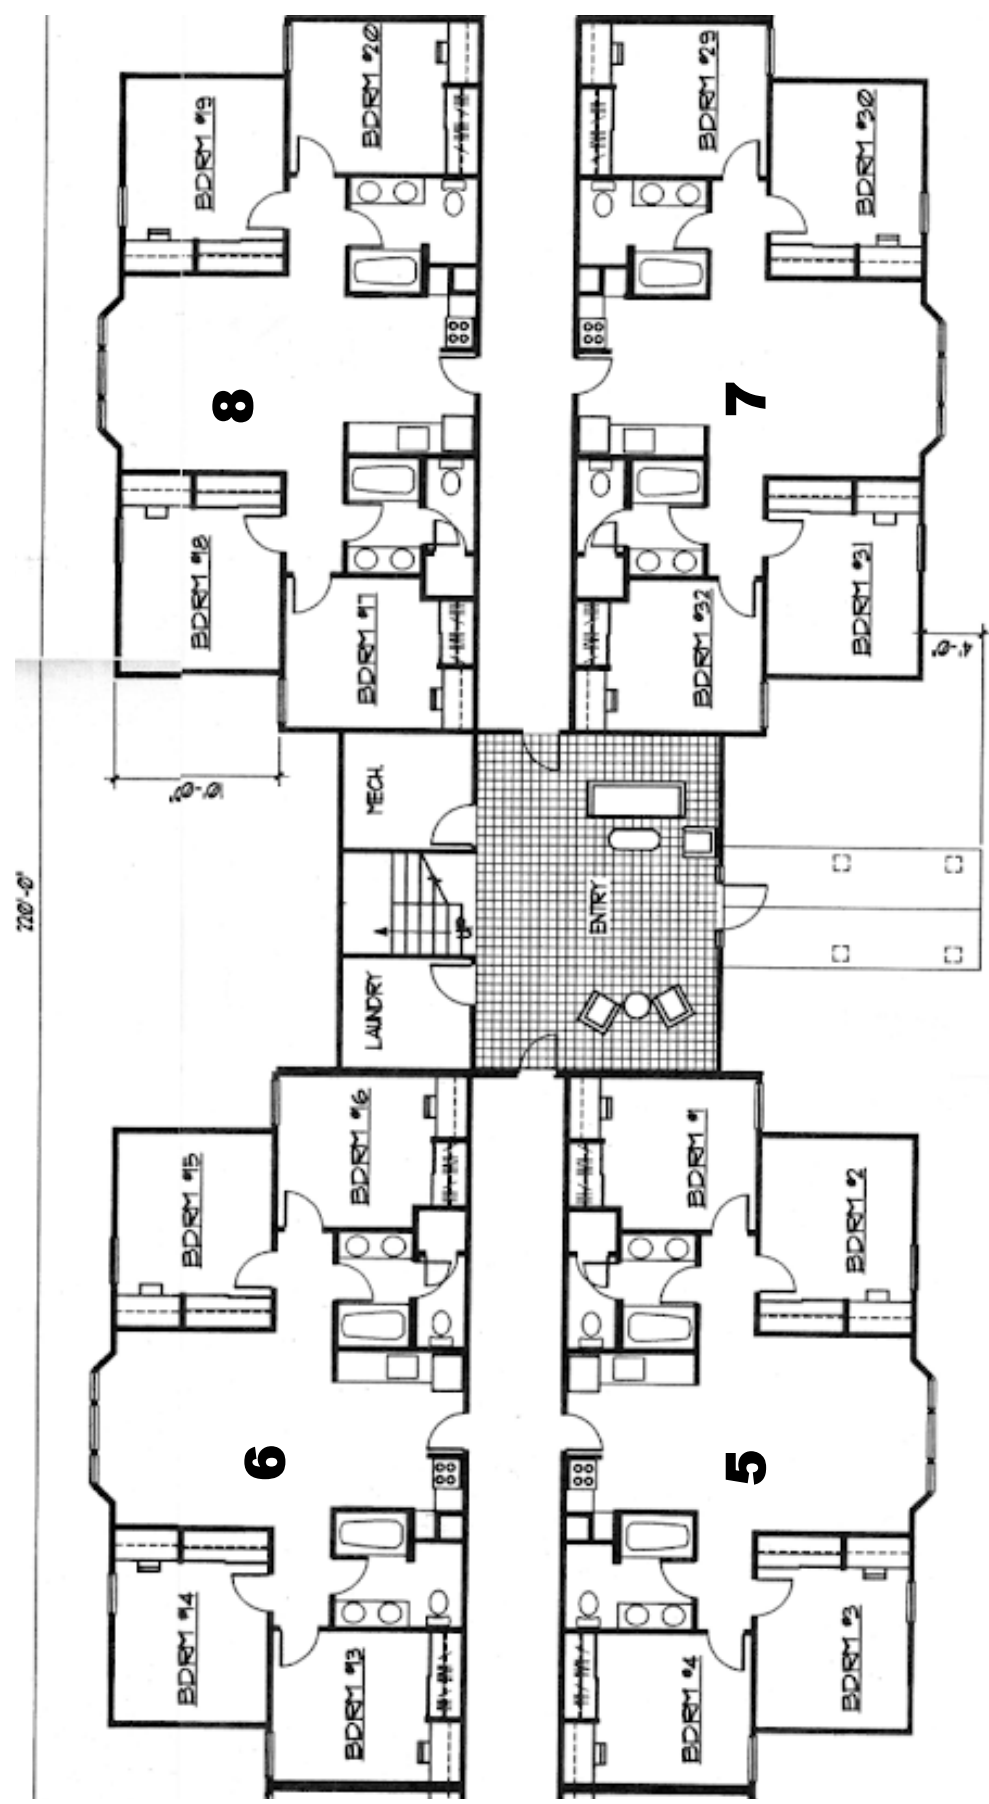 BDRM #20
BDRM #29
BDRM #19
BDRM #30
8
7
BDRM #18
BDRM #17
BDRM #32
BDRM #31
4'-0"
10'-0"
MECH.
220'-0"
UP
ENTRY
LAUNDRY
BDRM #16
BDRM #1
BDRM #15
BDRM #2
6
5
BDRM #14
BDRM #13
BDRM #4
BDRM #3